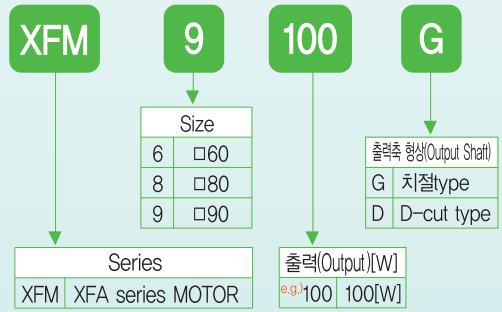 XFM 9 100 G
Size
6 □60
8 □80
9 □90
출력축 형상(Output Shaft)
G 치절type
D D-cut type
Series
XFM XFA series MOTOR
출력(Output)[W]
e.g.)100 100[W]